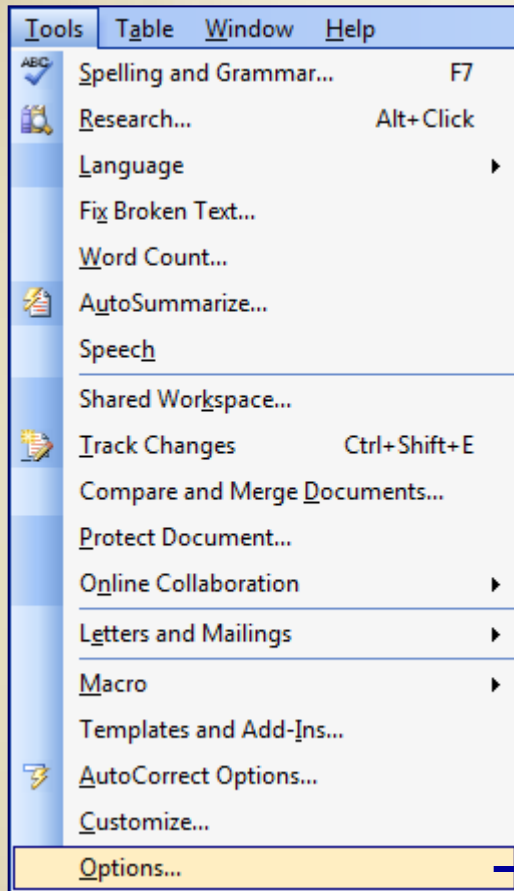 Tools Table Window Help
ABC Spelling and Grammar... F7
Research... Alt+Click
Language
Fix Broken Text...
Word Count...
AutoSummarize...
Speech
Shared Workspace...
Track Changes Ctrl+Shift+E
Compare and Merge Documents...
Protect Document...
Online Collaboration
Letters and Mailings
Macro
Templates and Add-Ins...
AutoCorrect Options...
Customize...
Options...